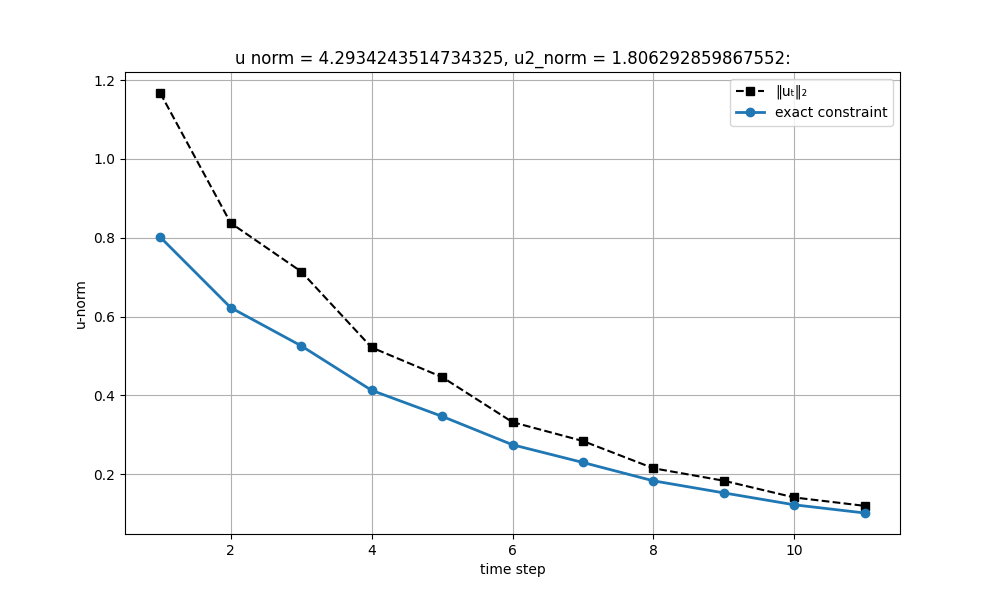 u norm = 4.2934243514734325, u2_norm = 1.806292859867552:
‖uₜ‖₂
exact constraint
1.2
1.0
0.8
0.6
0.4
0.2
u-norm
2
4
6
8
10
time step